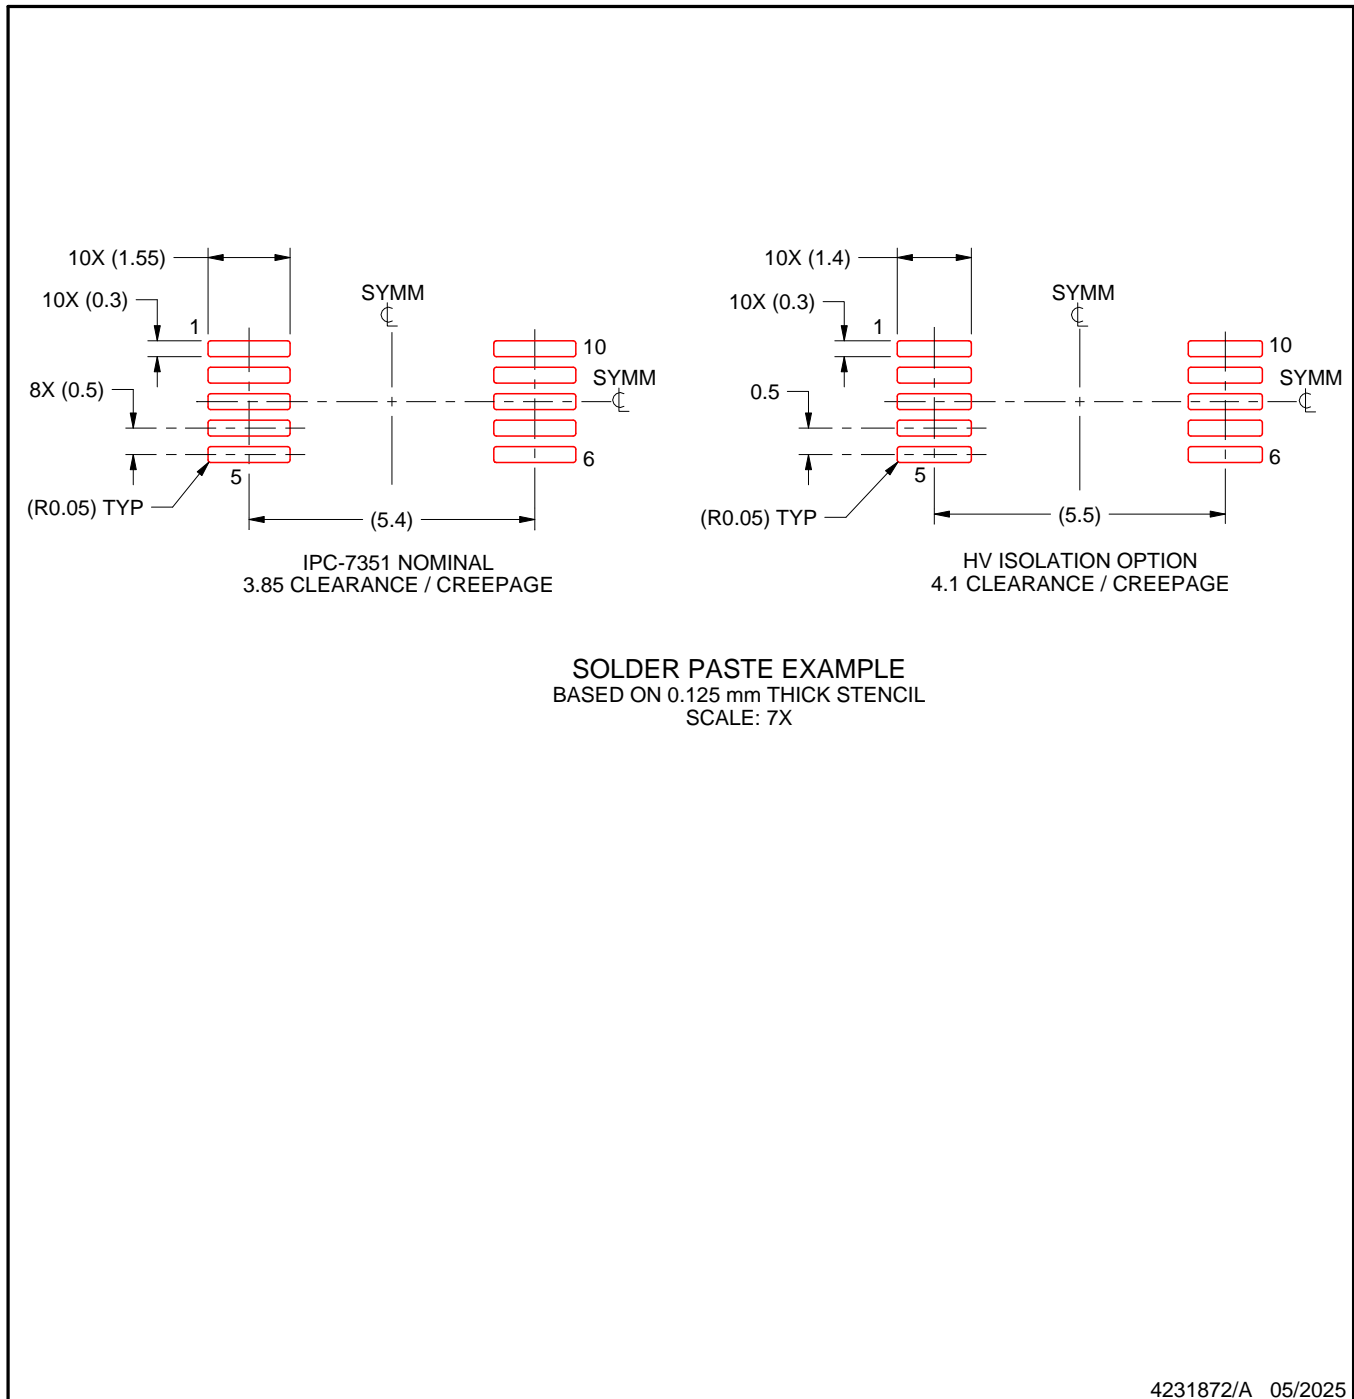 10X (1.55)
10X (0.3)
SYMM
℄
1
10
SYMM
℄
8X (0.5)
6
5
(R0.05) TYP
(5.4)
IPC-7351 NOMINAL
3.85 CLEARANCE / CREEPAGE
10X (1.4)
10X (0.3)
SYMM
℄
1
10
SYMM
℄
0.5
6
5
(R0.05) TYP
(5.5)
HV ISOLATION OPTION
4.1 CLEARANCE / CREEPAGE
SOLDER PASTE EXAMPLE
BASED ON 0.125 mm THICK STENCIL
SCALE: 7X
4231872/A 05/2025